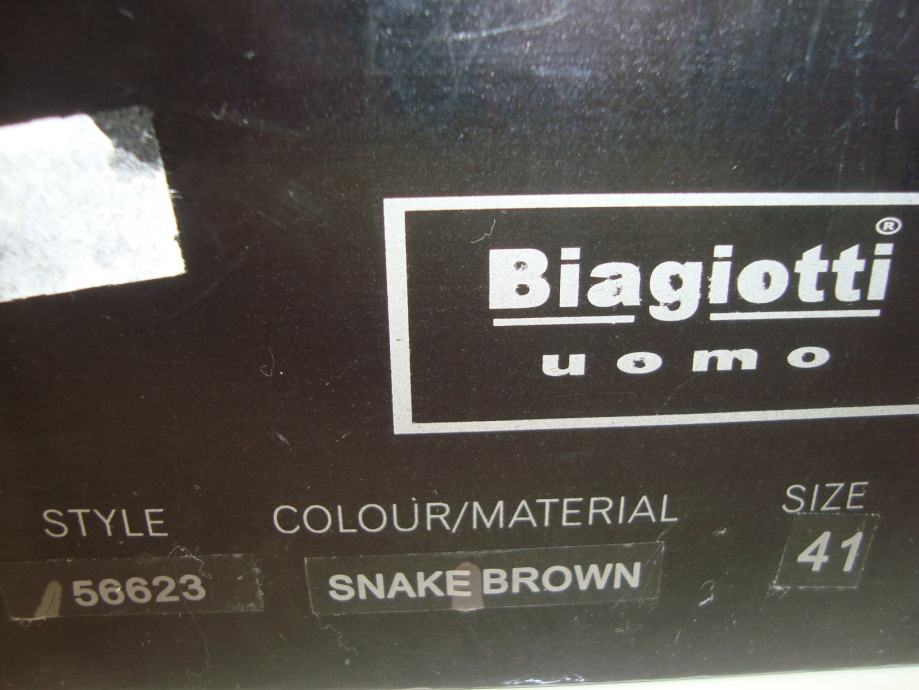 Biagiotti®
uomo
STYLE COLOUR/MATERIAL SIZE
56623 SNAKE BROWN 41